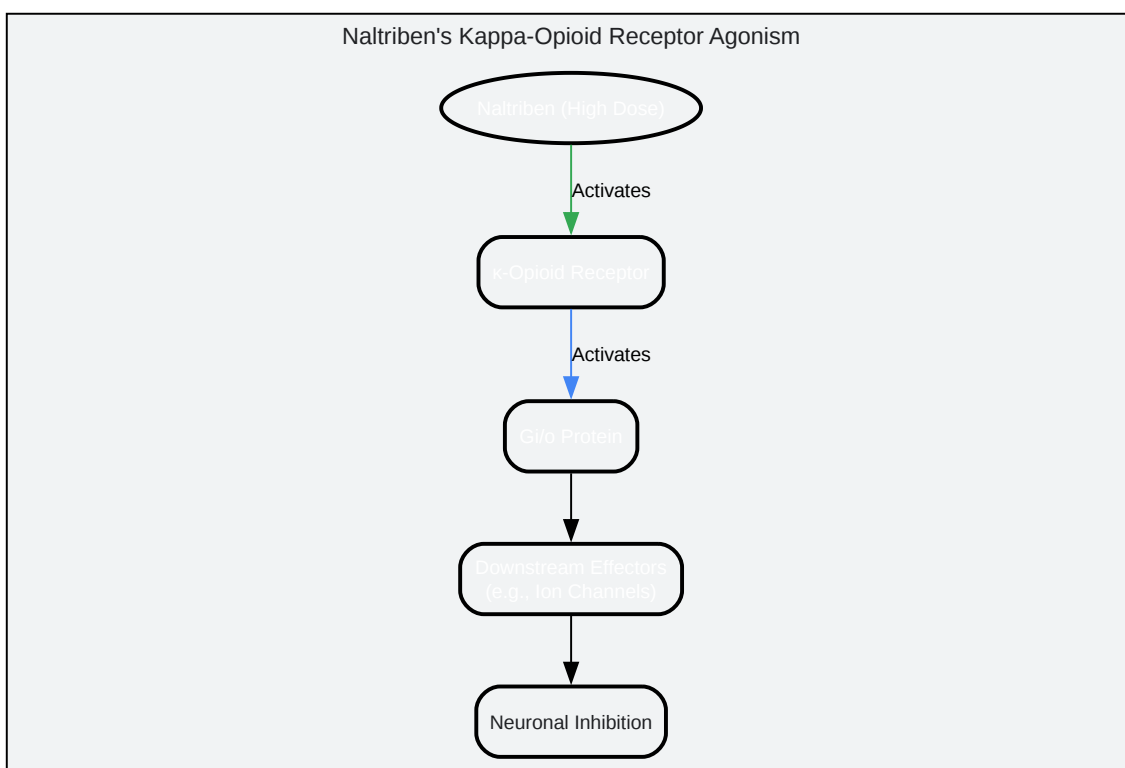 Naltriben's Kappa-Opioid Receptor Agonism
Naltriben (High Dose)
Activates
κ-Opioid Receptor
Activates
Gi/o Protein
Downstream Effectors
(e.g., Ion Channels)
Neuronal Inhibition